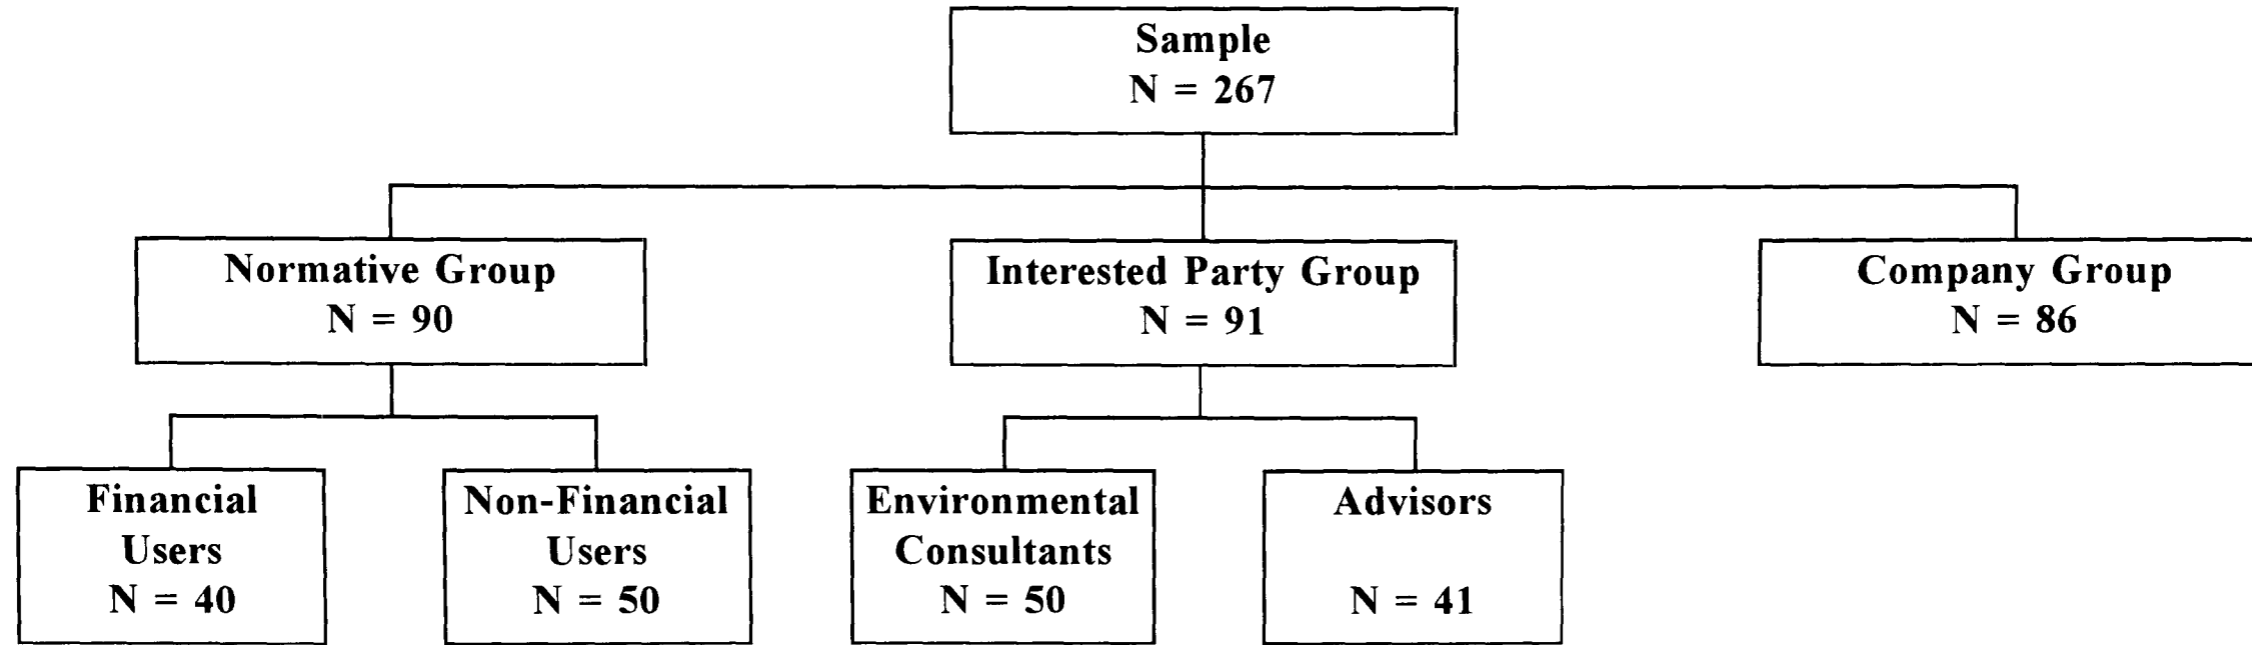 Sample
N = 267
Normative Group
N = 90
Interested Party Group
N = 91
Company Group
N = 86
Financial
Users
N = 40
Non-Financial
Users
N = 50
Environmental
Consultants
N = 50
Advisors
N = 41